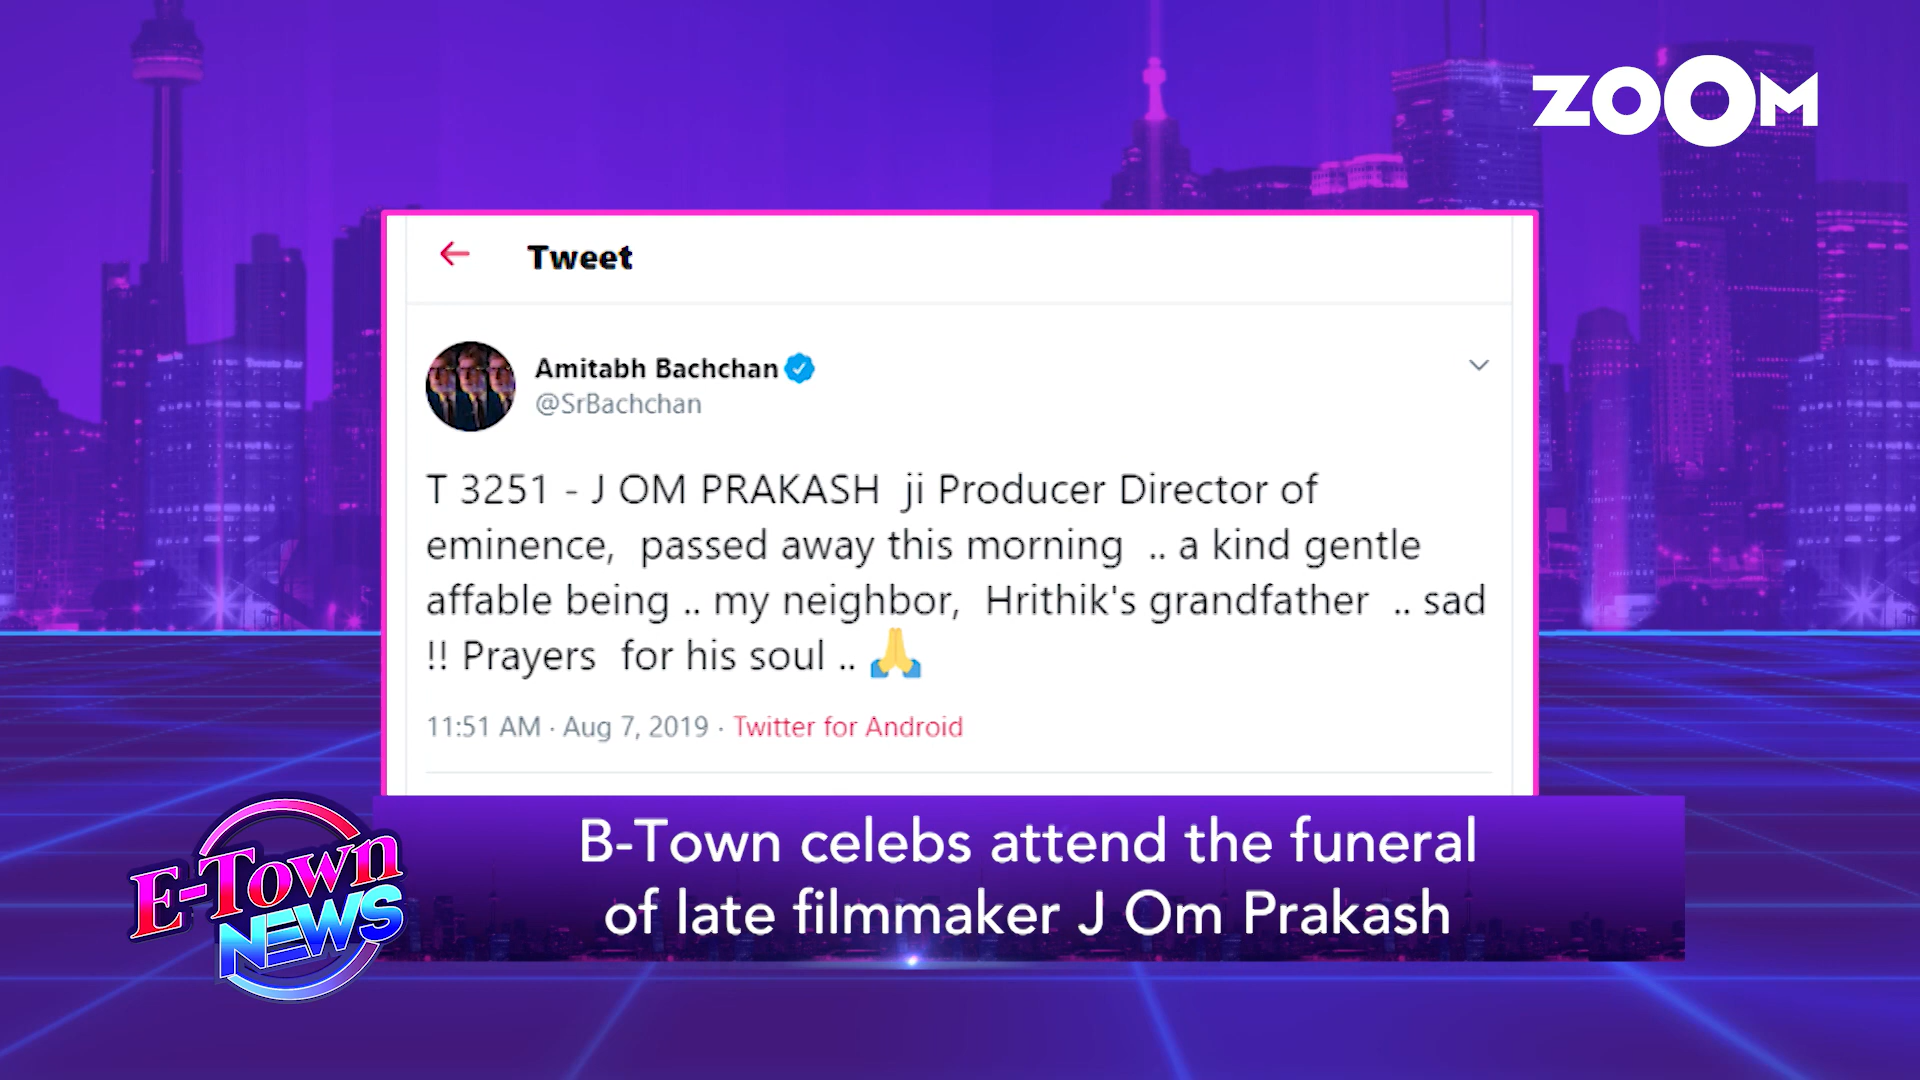 ZOOM
Tweet
Amitabh Bachchan
@SrBachchan
T 3251 - J OM PRAKASH ji Producer Director of
eminence, passed away this morning .. a kind gentle
affable being .. my neighbor, Hrithik's grandfather .. sad
!! Prayers for his soul .. 🙏
11:51 AM · Aug 7, 2019 · Twitter for Android
E-Town
NEWS
B-Town celebs attend the funeral
of late filmmaker J Om Prakash